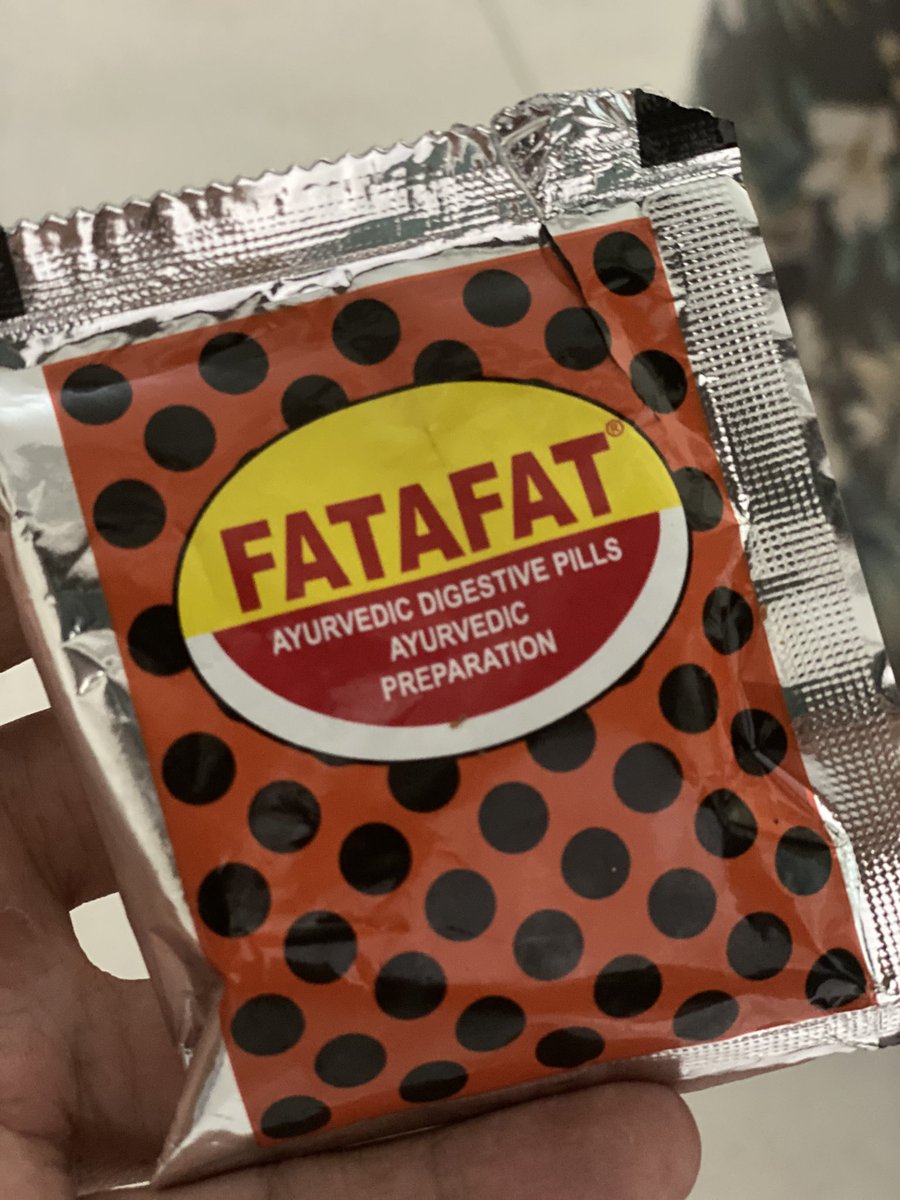 FATAFAT®
AYURVEDIC DIGESTIVE PILLS
AYURVEDIC
PREPARATION